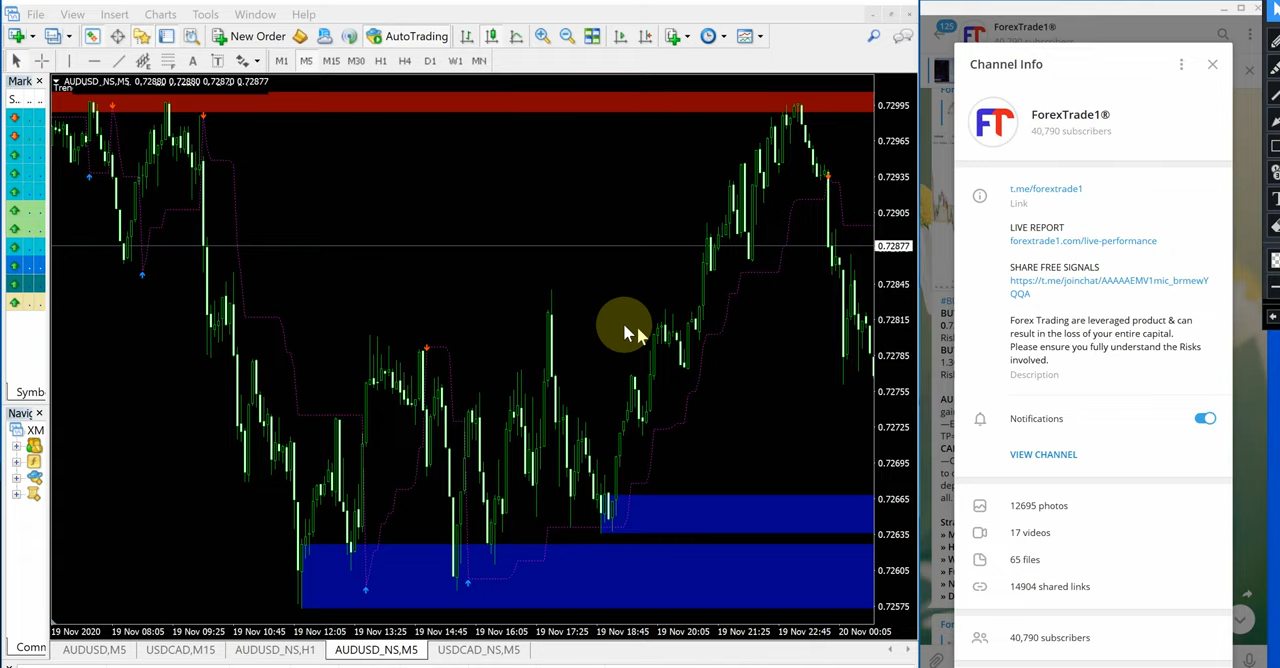 File View Insert Charts Tools Window Help
New Order AutoTrading
A T M1 M5 M15 M30 H1 H4 D1 W1 MN
Mark
S...
AUDUSD_NS,M5 0.72880 0.72880 0.72870 0.72877
Tren
0.72995
0.72965
0.72935
0.72905
0.72877
0.72845
0.72815
0.72785
0.72755
0.72725
0.72695
0.72665
0.72635
0.72605
0.72575
Symb
Navig
XM
Comm
19 Nov 2020 19 Nov 08:05 19 Nov 09:25 19 Nov 10:45 19 Nov 12:05 19 Nov 13:25 19 Nov 14:45 19 Nov 16:05 19 Nov 17:25 19 Nov 18:45 19 Nov 20:05 19 Nov 21:25 19 Nov 22:45 20 Nov 00:05
AUDUSD,M5 USDCAD,M15 AUDUSD_NS,H1 AUDUSD_NS,M5 USDCAD_NS,M5
125
ForexTrade1®
40,790 subscribers
Channel Info
FT
ForexTrade1®
40,790 subscribers
t.me/forextrade1
Link
LIVE REPORT
forextrade1.com/live-performance
SHARE FREE SIGNALS
https://t.me/joinchat/AAAAAEMV1mic_brmewY
QQA
Forex Trading are leveraged product & can
result in the loss of your entire capital.
Please ensure you fully understand the Risks
involved.
Description
Notifications
VIEW CHANNEL
12695 photos
17 videos
65 files
14904 shared links
40,790 subscribers